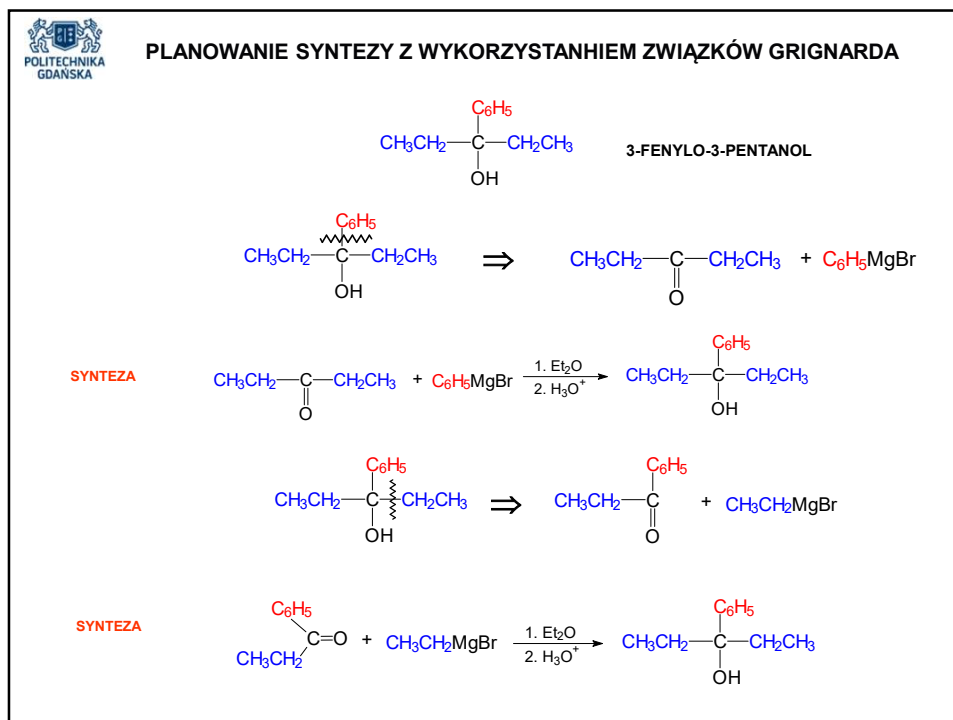 POLITECHNIKA
GDAŃSKA
PLANOWANIE SYNTEZY Z WYKORZYSTANHIEM ZWIĄZKÓW GRIGNARDA
C6H5
CH3CH2—C—CH2CH3
OH
3-FENYLO-3-PENTANOL
C6H5
CH3CH2—C—CH2CH3
OH
⇒
CH3CH2—C—CH2CH3
O
+ C6H5MgBr
SYNTEZA
CH3CH2—C—CH2CH3
O
+ C6H5MgBr
1. Et2O
2. H3O+
C6H5
CH3CH2—C—CH2CH3
OH
C6H5
CH3CH2—C—CH2CH3
OH
⇒
C6H5
CH3CH2—C
O
+ CH3CH2MgBr
SYNTEZA
C6H5
C=O
CH3CH2
+ CH3CH2MgBr
1. Et2O
2. H3O+
C6H5
CH3CH2—C—CH2CH3
OH